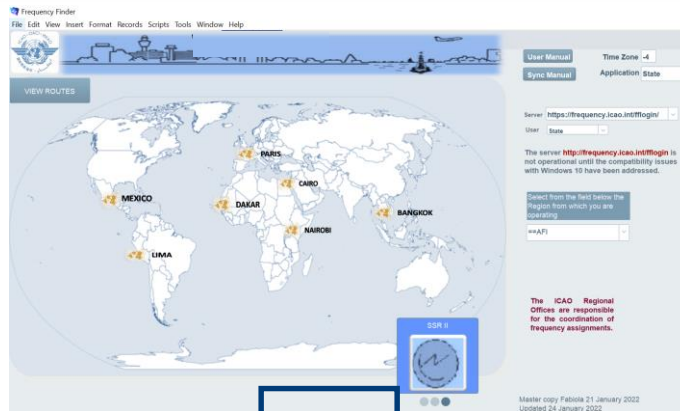 Frequency Finder
File Edit View Insert Format Records Scripts Tools Window Help
User Manual
Time Zone -4
Sync Manual
Application State
VIEW ROUTES
Server https://frequency.icao.int/fflogin/
User State
The server http://frequency.icao.int/fflogin is
not operational until the compatibility issues
with Windows 10 have been addressed.
Select from the field below the
Region from which you are
operating
==AFI
PARIS
CAIRO
MEXICO
DAKAR
BANGKOK
NAIROBI
LIMA
The ICAO Regional
Offices are responsible
for the coordination of
frequency assignments.
SSR II
Master copy Fabiola 21 January 2022
Updated 24 January 2022